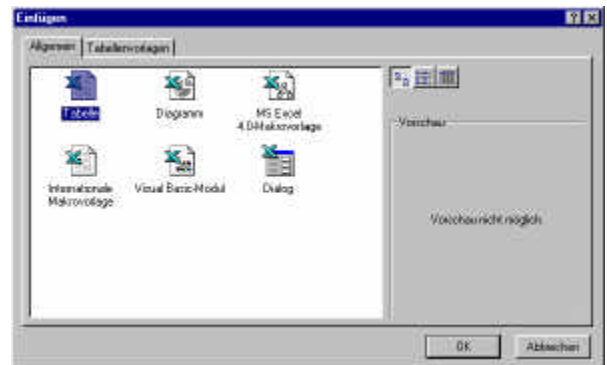 Einfügen
Allgemein
Tabellenvorlagen
Tabelle
Diagramm
MS Excel
4.0-Makrovorlage
Internationale
Makrovorlage
Visual Basic-Modul
Dialog
Vorschau
Vorschau nicht möglich.
OK
Abbrechen